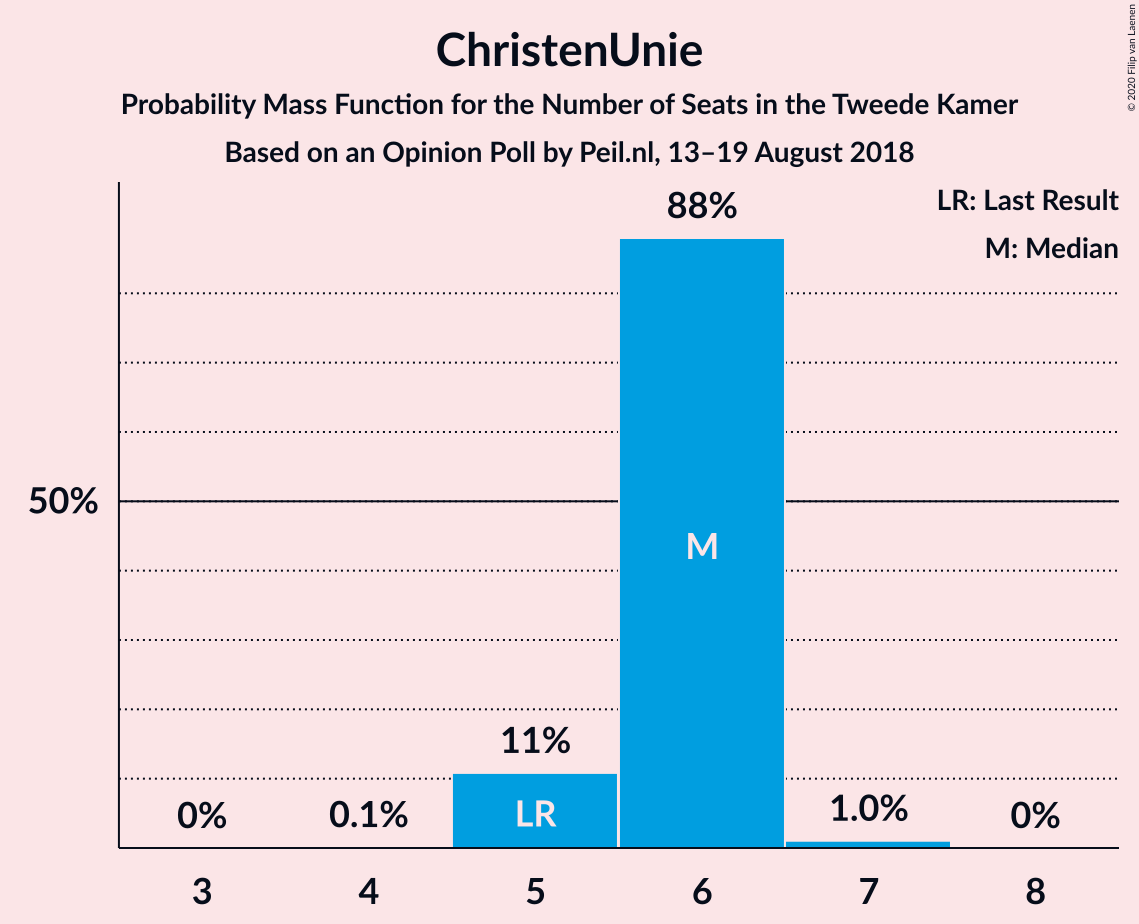 ChristenUnie
Probability Mass Function for the Number of Seats in the Tweede Kamer
Based on an Opinion Poll by Peil.nl, 13–19 August 2018
© 2020 Filip van Laenen
LR: Last Result
M: Median
88%
50%
M
11%
LR
0%
0.1%
1.0%
0%
3 4 5 6 7 8